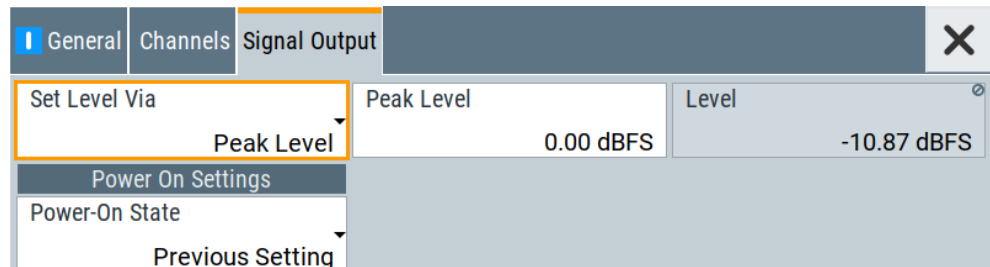 General Channels Signal Output
Set Level Via Peak Level Level
Peak Level 0.00 dBFS -10.87 dBFS
Power On Settings
Power-On State
Previous Setting